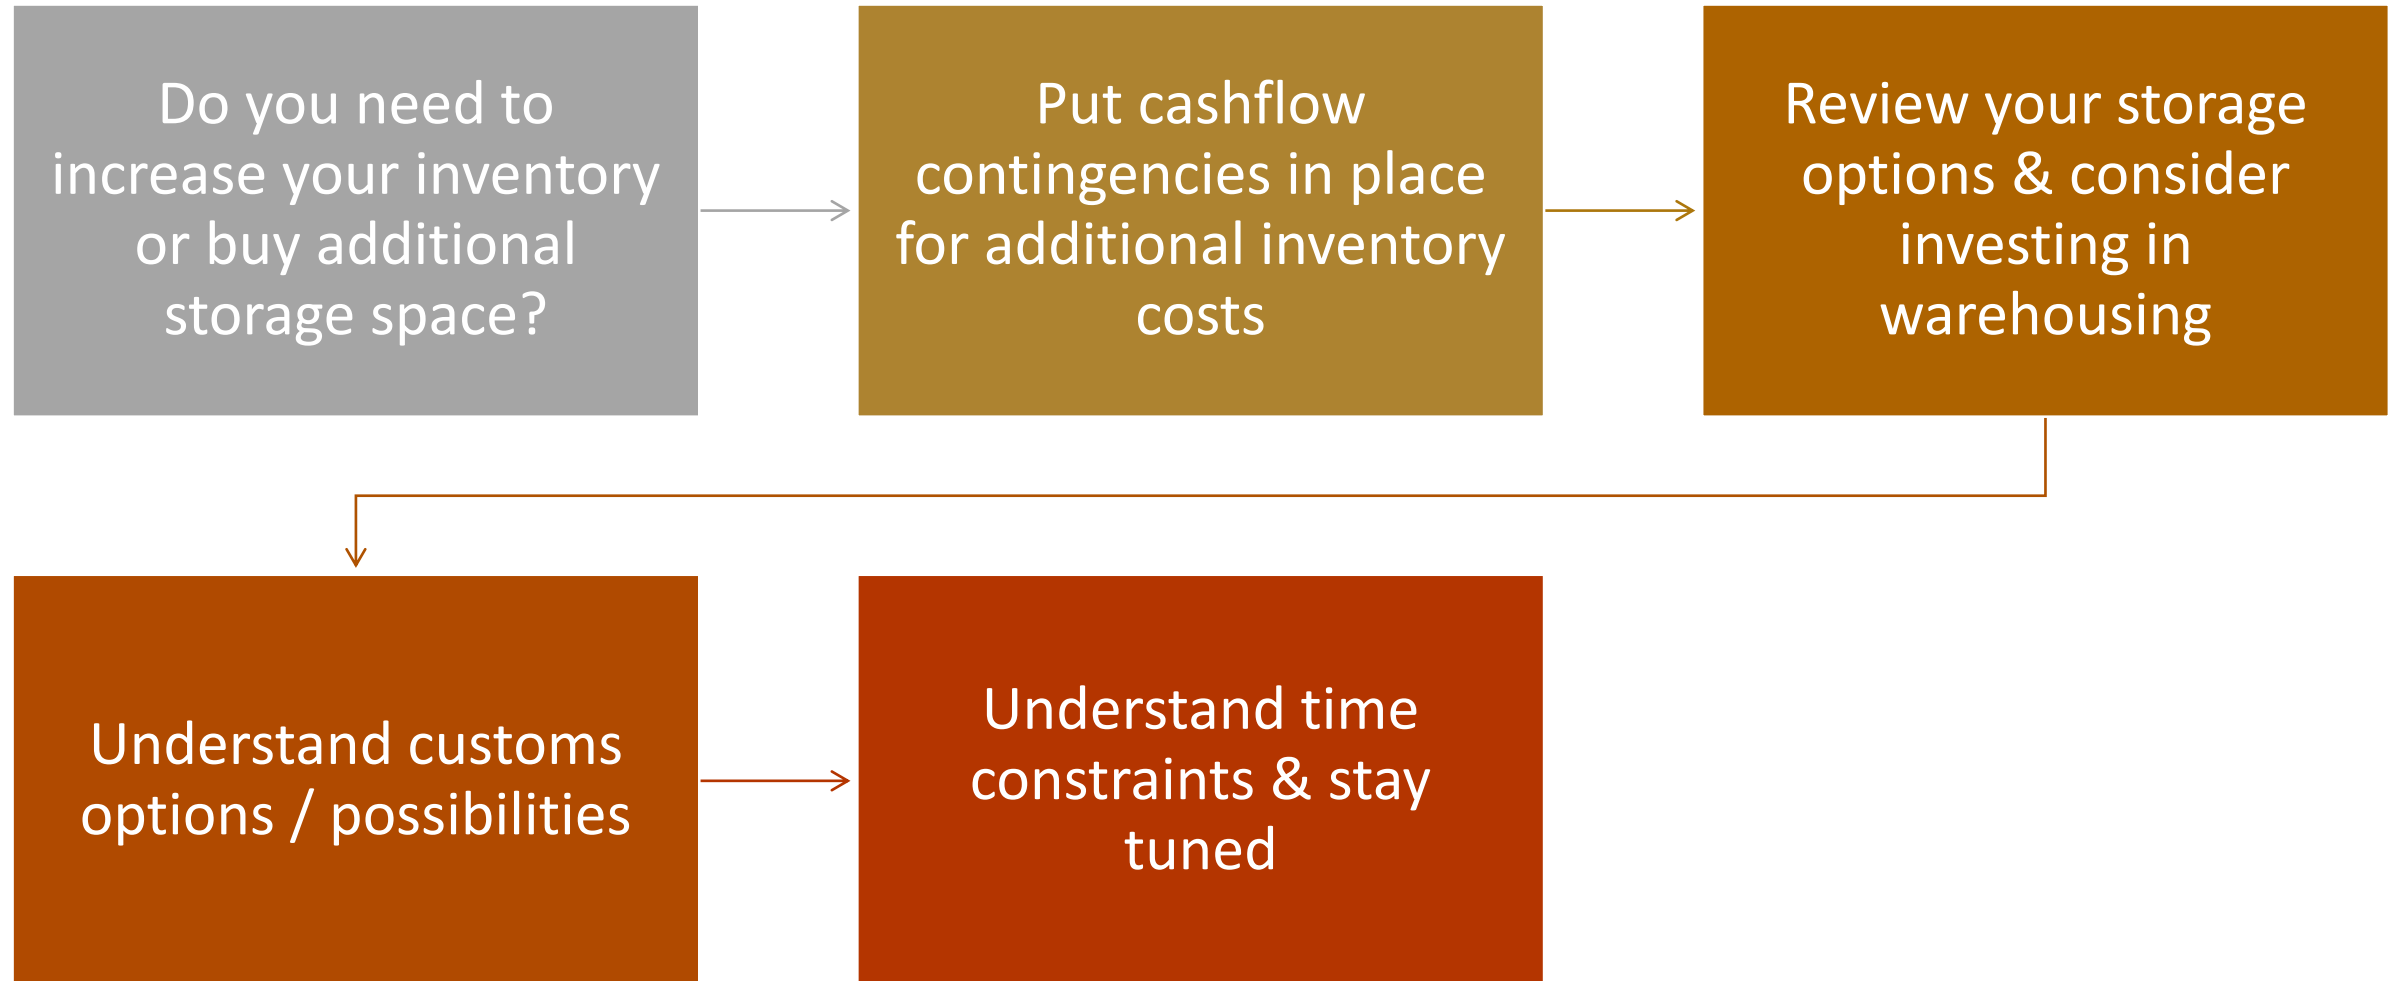 Do you need to
increase your inventory
or buy additional
storage space?
Put cashflow
contingencies in place
for additional inventory
costs
Review your storage
options & consider
investing in
warehousing
Understand customs
options / possibilities
Understand time
constraints & stay
tuned